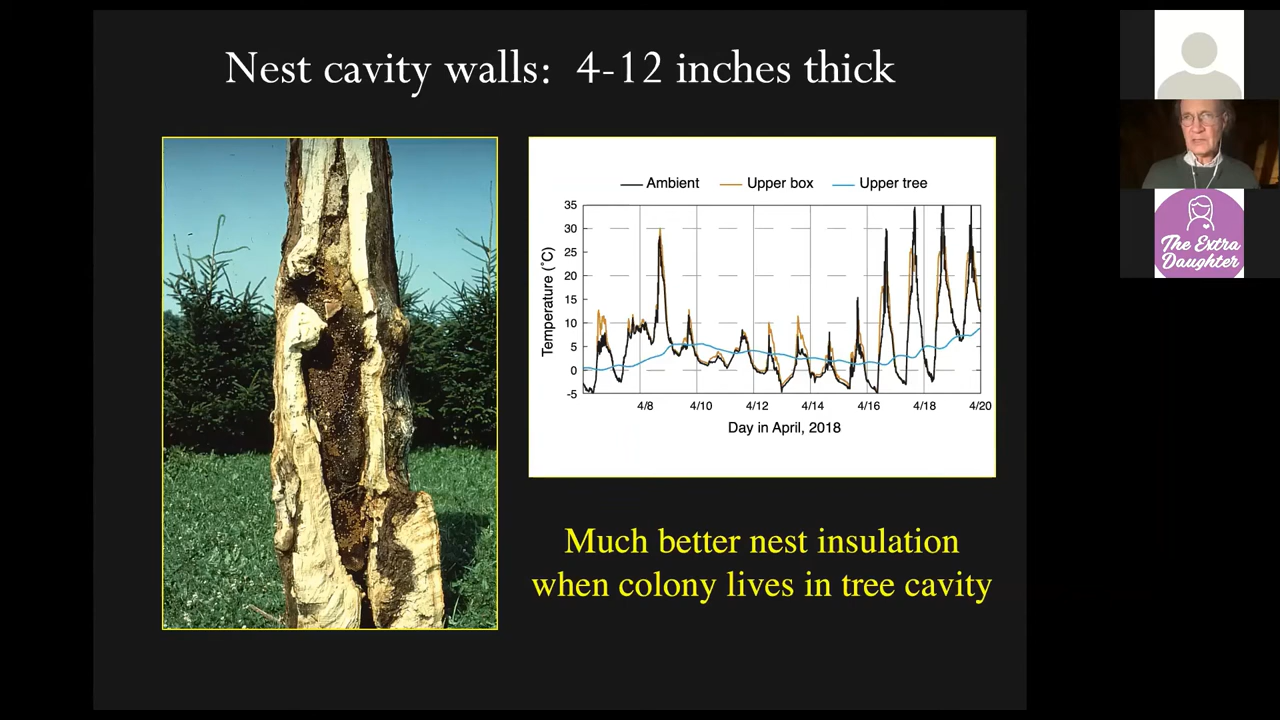 Nest cavity walls: 4-12 inches thick
Ambient Upper box Upper tree
35
30
25
20
15
10
5
0
-5
Temperature (˚C)
4/8 4/10 4/12 4/14 4/16 4/18 4/20
Day in April, 2018
Much better nest insulation
when colony lives in tree cavity
The Extra
Daughter